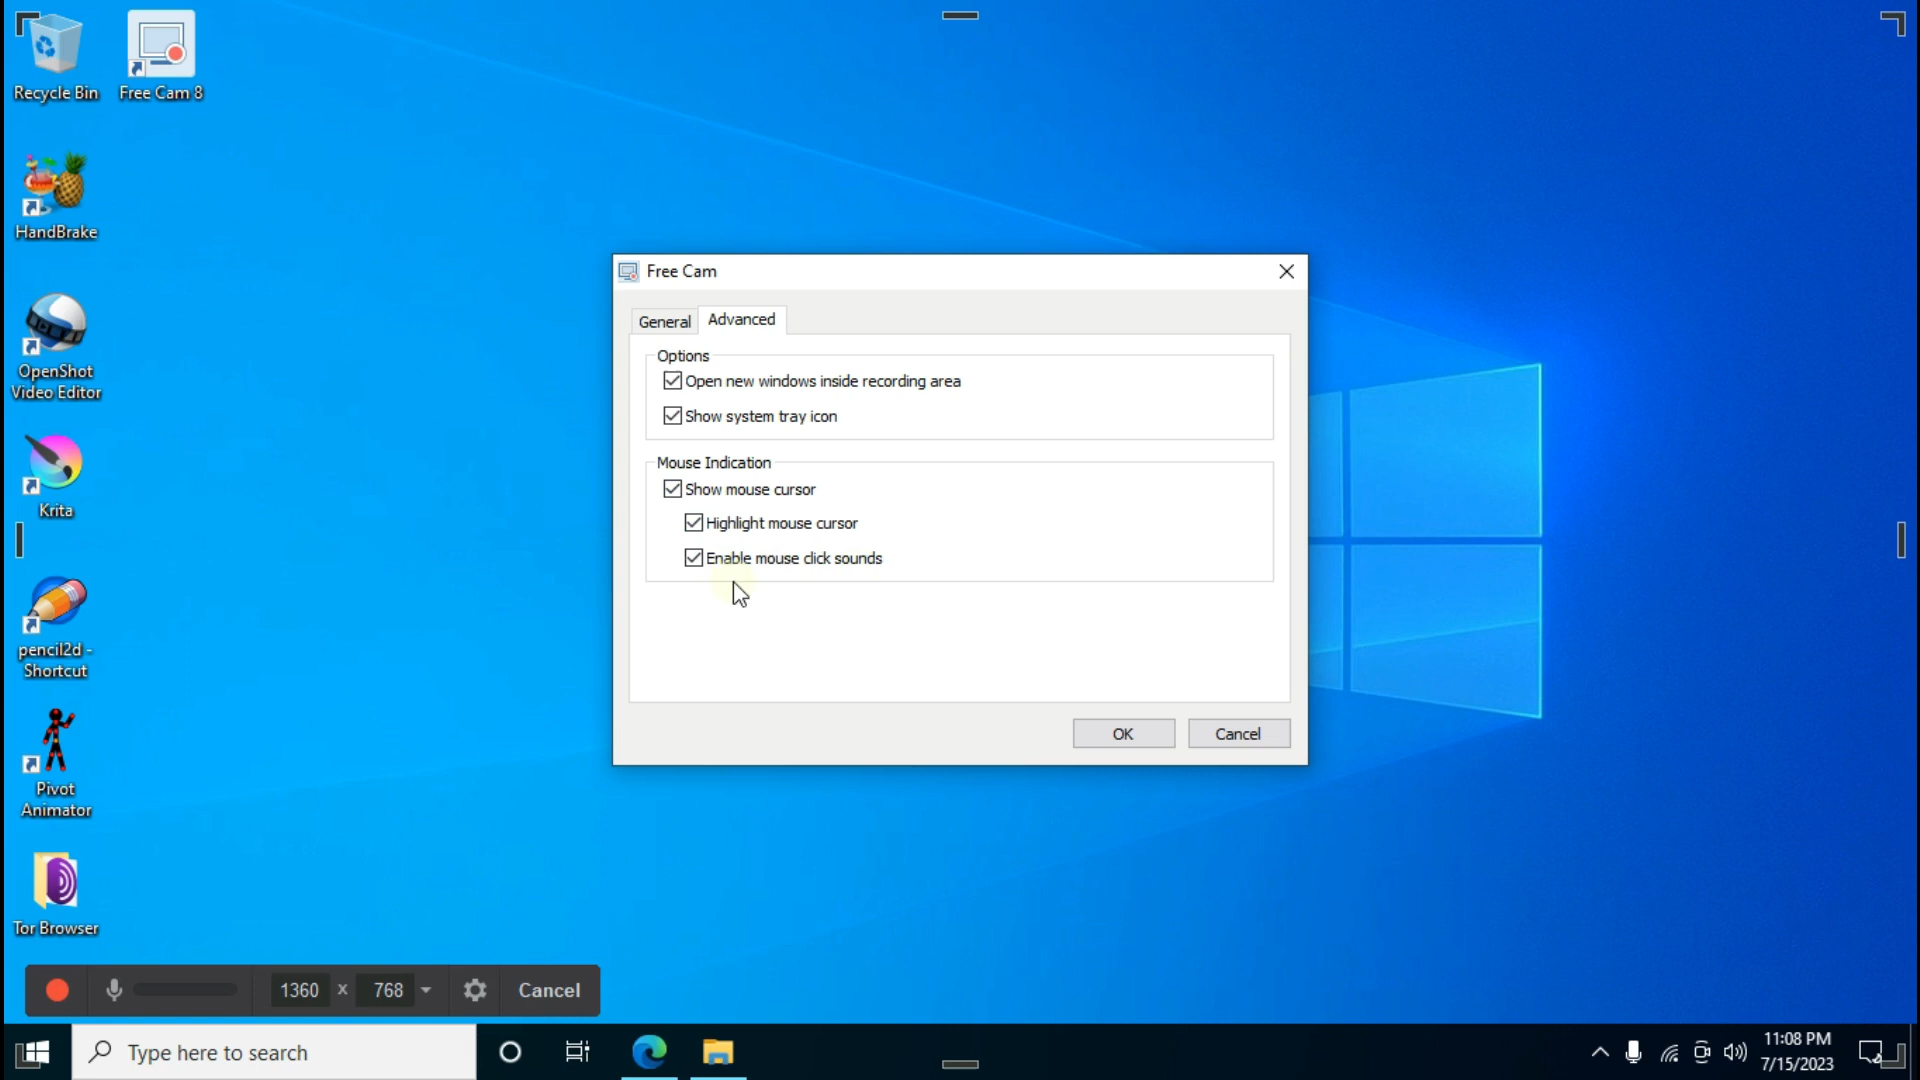 Recycle Bin
Free Cam 8
HandBrake
OpenShot
Video Editor
Krita
pencil2d -
Shortcut
Pivot
Animator
Tor Browser
Free Cam
General
Advanced
Options
Open new windows inside recording area
Show system tray icon
Mouse Indication
Show mouse cursor
Highlight mouse cursor
Enable mouse click sounds
OK
Cancel
1360 x 768
Cancel
Type here to search
11:08 PM
7/15/2023